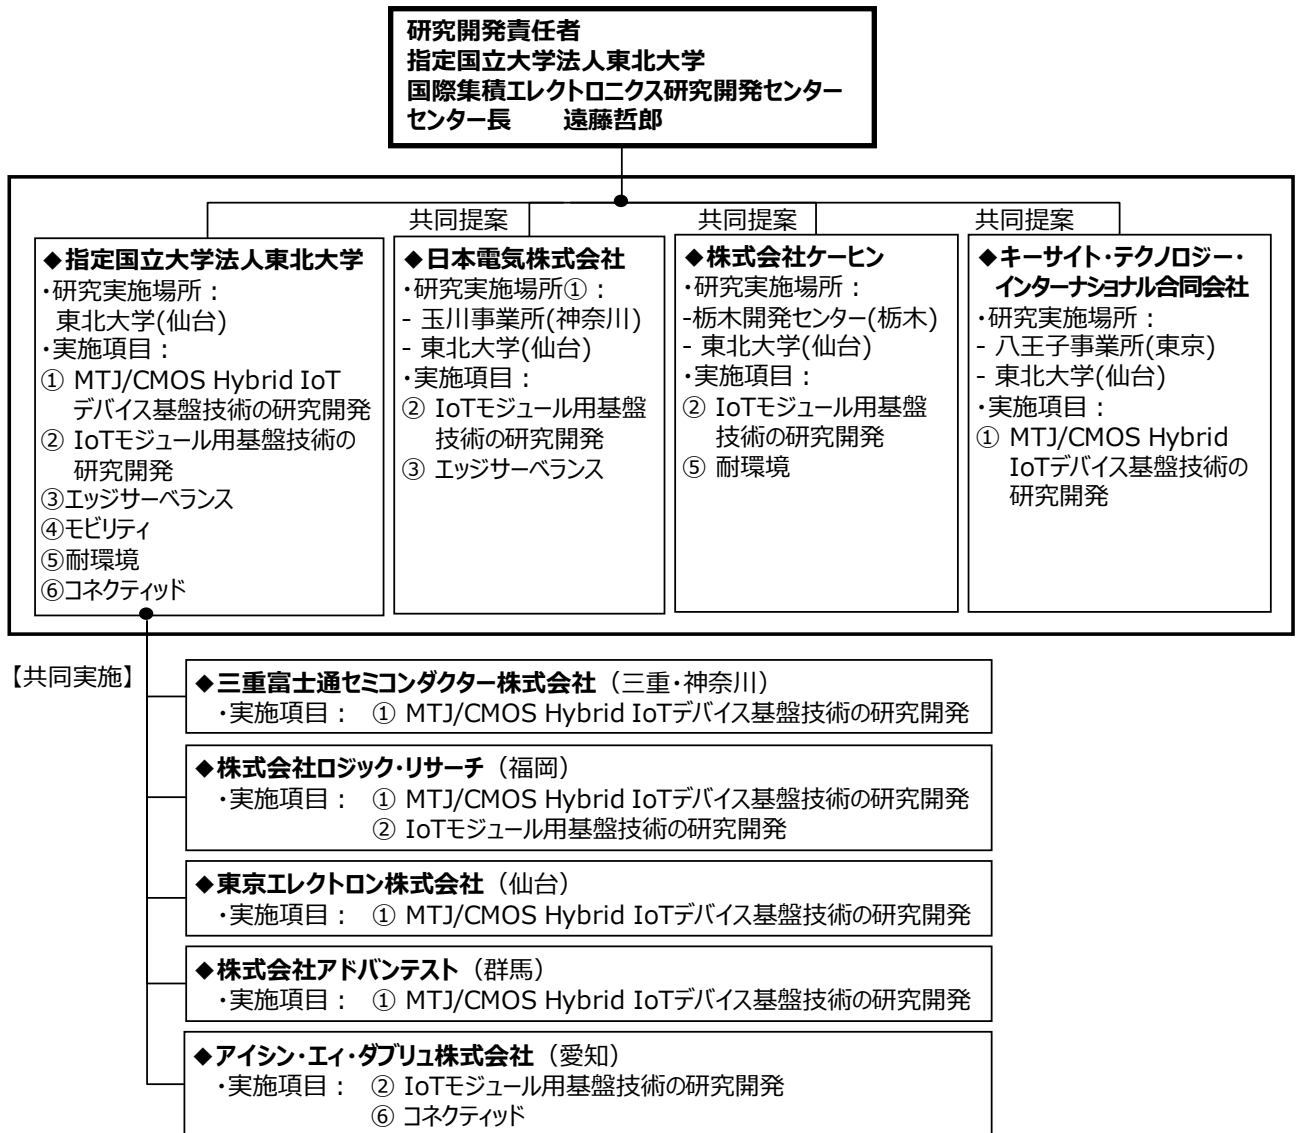 研究開発責任者
指定国立大学法人東北大学
国際集積エレクトロニクス研究開発センター
センター長　　遠藤哲郎
共同提案
共同提案
共同提案
◆指定国立大学法人東北大学
・研究実施場所：
東北大学(仙台)
・実施項目：
① MTJ/CMOS Hybrid IoT
デバイス基盤技術の研究開発
② IoTモジュール用基盤技術の
研究開発
③エッジサーベランス
④モビリティ
⑤耐環境
⑥コネクティッド
◆日本電気株式会社
・研究実施場所①：
- 玉川事業所(神奈川)
- 東北大学(仙台)
・実施項目：
② IoTモジュール用基盤
技術の研究開発
③ エッジサーベランス
◆株式会社ケーヒン
・研究実施場所：
-栃木開発センター(栃木)
- 東北大学(仙台)
・実施項目：
② IoTモジュール用基盤
技術の研究開発
⑤ 耐環境
◆キーサイト・テクノロジー・
インターナショナル合同会社
・研究実施場所：
- 八王子事業所(東京)
- 東北大学(仙台)
・実施項目：
① MTJ/CMOS Hybrid
IoTデバイス基盤技術の
研究開発
【共同実施】
◆三重富士通セミコンダクター株式会社（三重・神奈川）
・実施項目： ① MTJ/CMOS Hybrid IoTデバイス基盤技術の研究開発
◆株式会社ロジック・リサーチ（福岡）
・実施項目： ① MTJ/CMOS Hybrid IoTデバイス基盤技術の研究開発
② IoTモジュール用基盤技術の研究開発
◆東京エレクトロン株式会社（仙台）
・実施項目： ① MTJ/CMOS Hybrid IoTデバイス基盤技術の研究開発
◆株式会社アドバンテスト（群馬）
・実施項目： ① MTJ/CMOS Hybrid IoTデバイス基盤技術の研究開発
◆アイシン・エィ・ダブリュ株式会社（愛知）
・実施項目： ② IoTモジュール用基盤技術の研究開発
⑥ コネクティッド